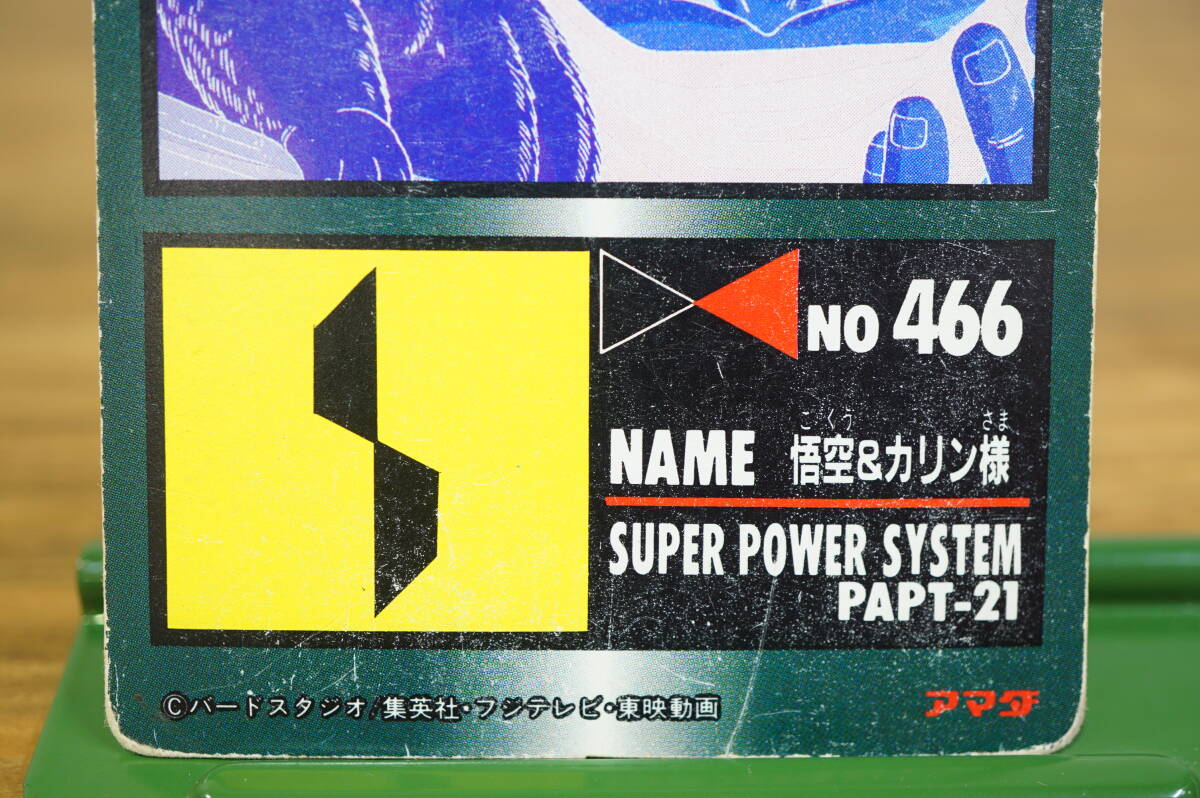 NO 466
こくう さま
NAME 悟空&カリン様
SUPER POWER SYSTEM
PAPT-21
©バードスタジオ/集英社・フジテレビ・東映動画
アマダ